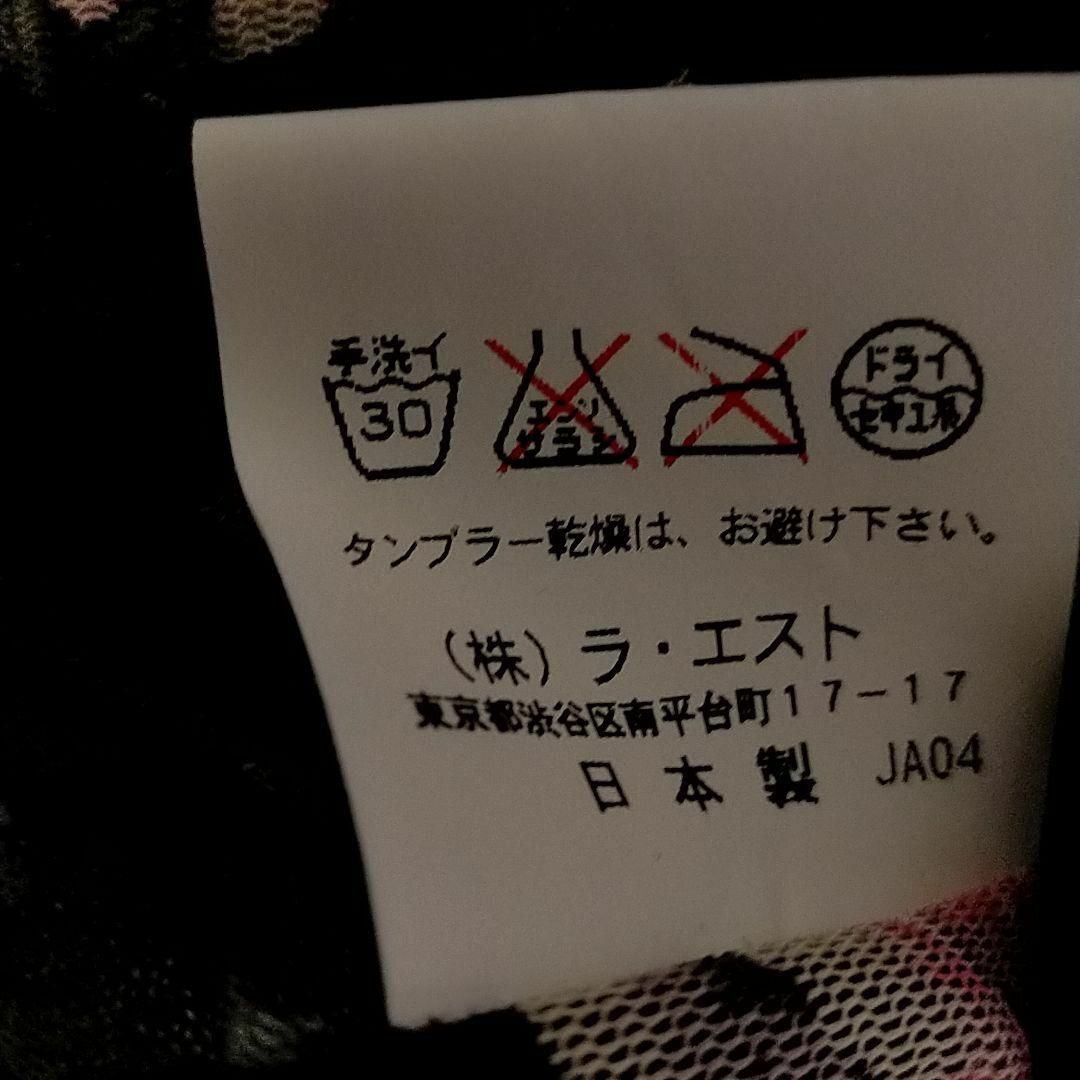 手洗イ
30
エンソ
サラシ
ドライ
セキユ系
タンブラー乾燥は、お避け下さい。
(株)ラ・エスト
東京都渋谷区南平台町17-17
日本製 JA04